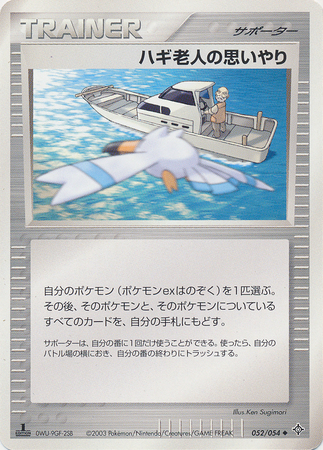 TRAINER
サポーター
ハギ老人の思いやり
自分のポケモン（ポケモンexはのぞく）を1匹選ぶ。
その後、そのポケモンと、そのポケモンについている
すべてのカードを、自分の手札にもどす。
サポーターは、自分の番に1回だけ使うことができる。使ったら、自分の
バトル場の横におき、自分の番の終わりにトラッシュする。
Illus. Ken Sugimori
1 EDITION
0WU-9GF-2SB
©2003 Pokémon/Nintendo/Creatures/GAME FREAK
052/054 ◆